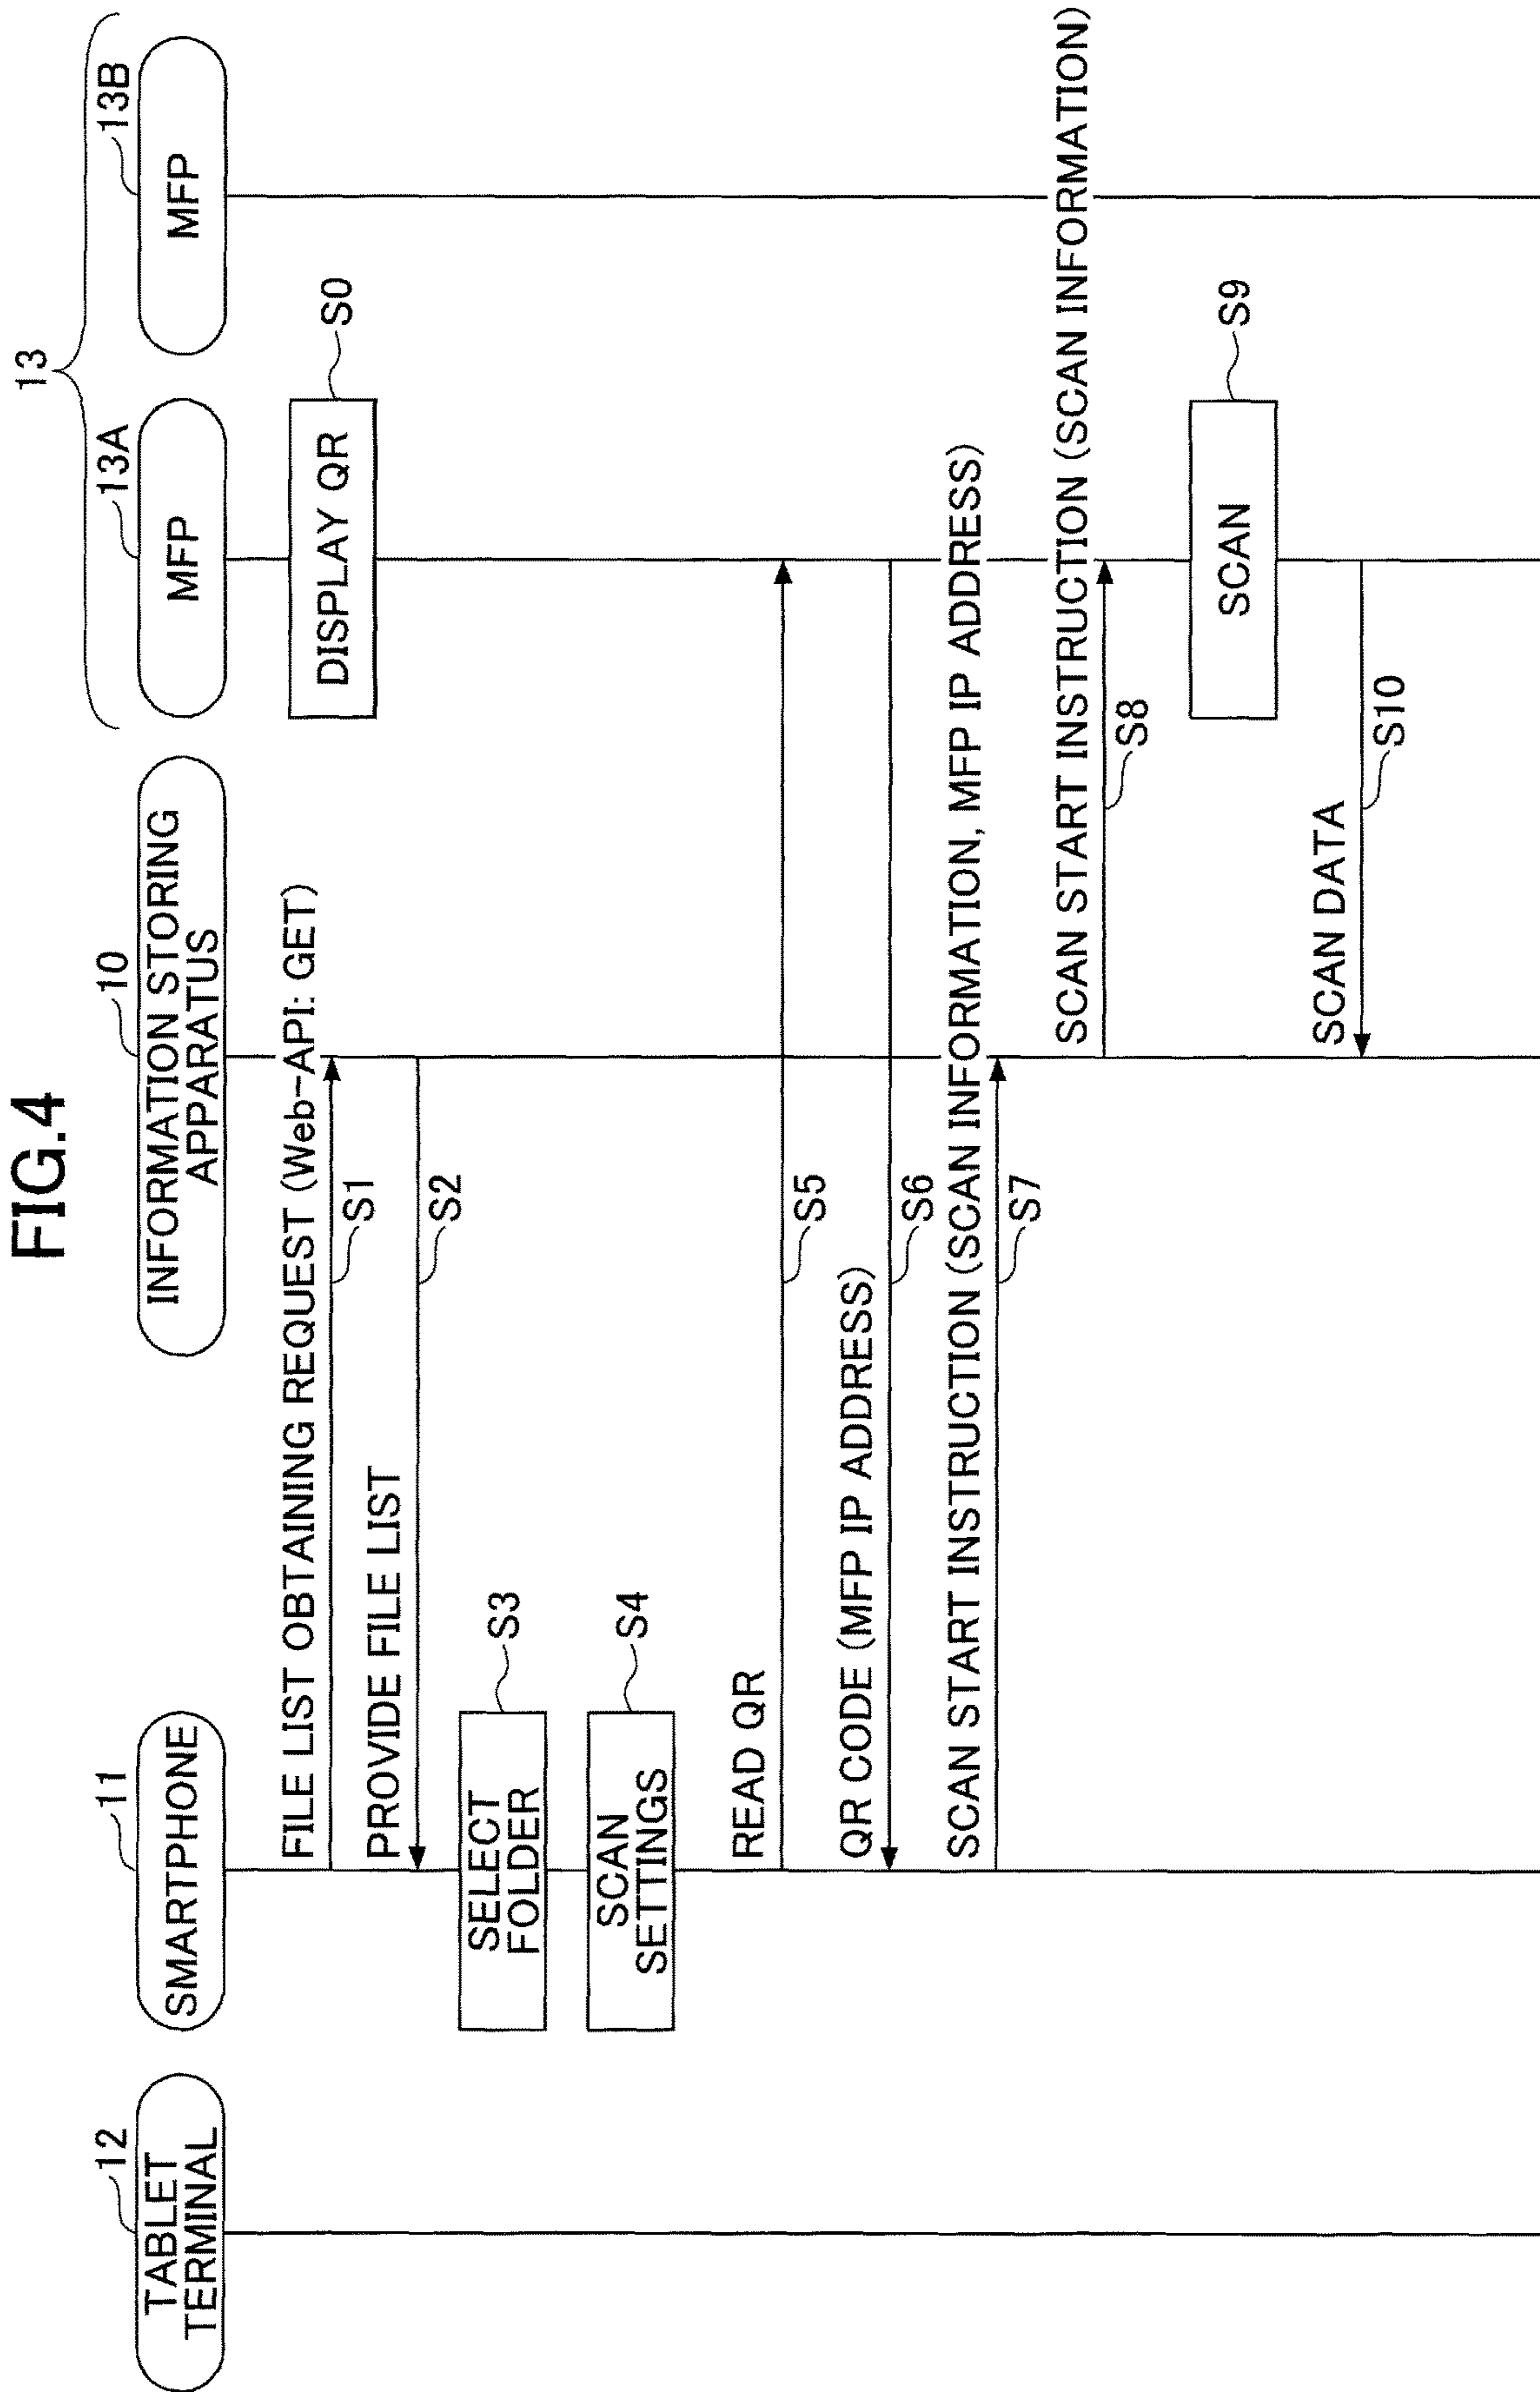 FIG.4
12
11
10
13
13A
13B
TABLET
TERMINAL
SMARTPHONE
INFORMATION STORING
APPARATUS
MFP
MFP
DISPLAY QR
S0
FILE LIST OBTAINING REQUEST (Web-API: GET)
S1
PROVIDE FILE LIST
S2
SELECT
FOLDER
S3
SCAN
SETTINGS
S4
READ QR
S5
QR CODE (MFP IP ADDRESS)
S6
SCAN START INSTRUCTION (SCAN INFORMATION, MFP IP ADDRESS)
S7
SCAN START INSTRUCTION (SCAN INFORMATION)
S8
SCAN
S9
SCAN DATA
S10